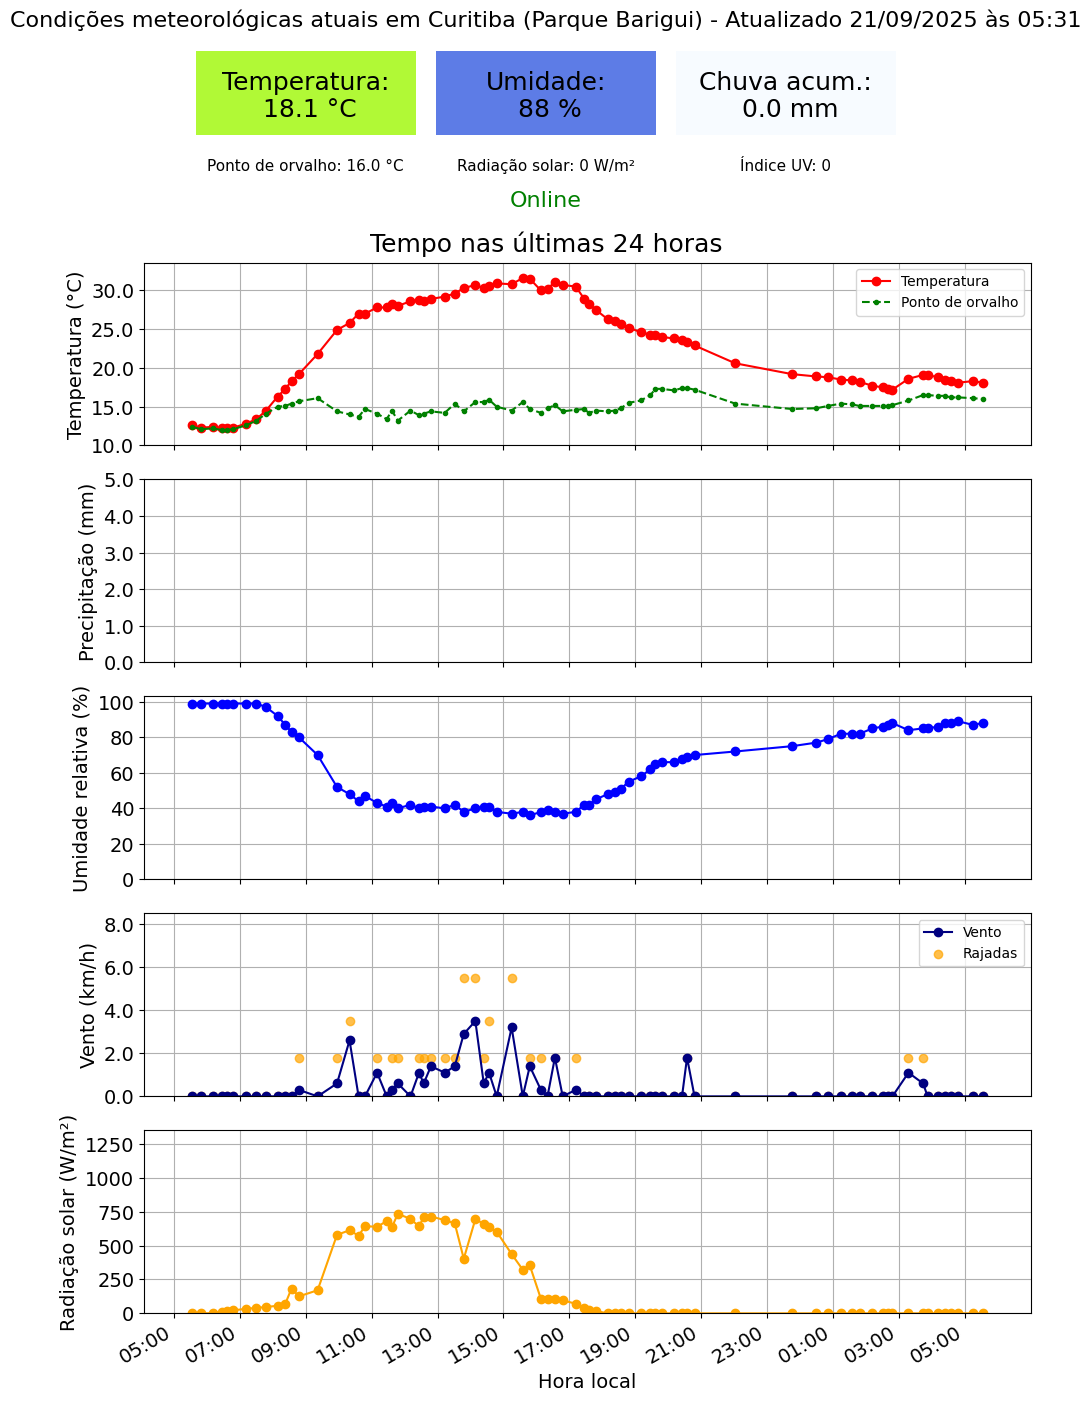 Condições meteorológicas atuais em Curitiba (Parque Barigui) - Atualizado 21/09/2025 às 05:31
Temperatura:
18.1 °C
Umidade:
88 %
Chuva acum.:
0.0 mm
Ponto de orvalho: 16.0 °C
Radiação solar: 0 W/m²
Índice UV: 0
Online
Tempo nas últimas 24 horas
Temperatura (°C)
30.0
25.0
20.0
15.0
10.0
Temperatura
Ponto de orvalho
Precipitação (mm)
5.0
4.0
3.0
2.0
1.0
0.0
Umidade relativa (%)
100
80
60
40
20
0
Vento (km/h)
8.0
6.0
4.0
2.0
0.0
Vento
Rajadas
Radiação solar (W/m²)
1250
1000
750
500
250
0
05:00
07:00
09:00
11:00
13:00
15:00
17:00
19:00
21:00
23:00
01:00
03:00
05:00
Hora local